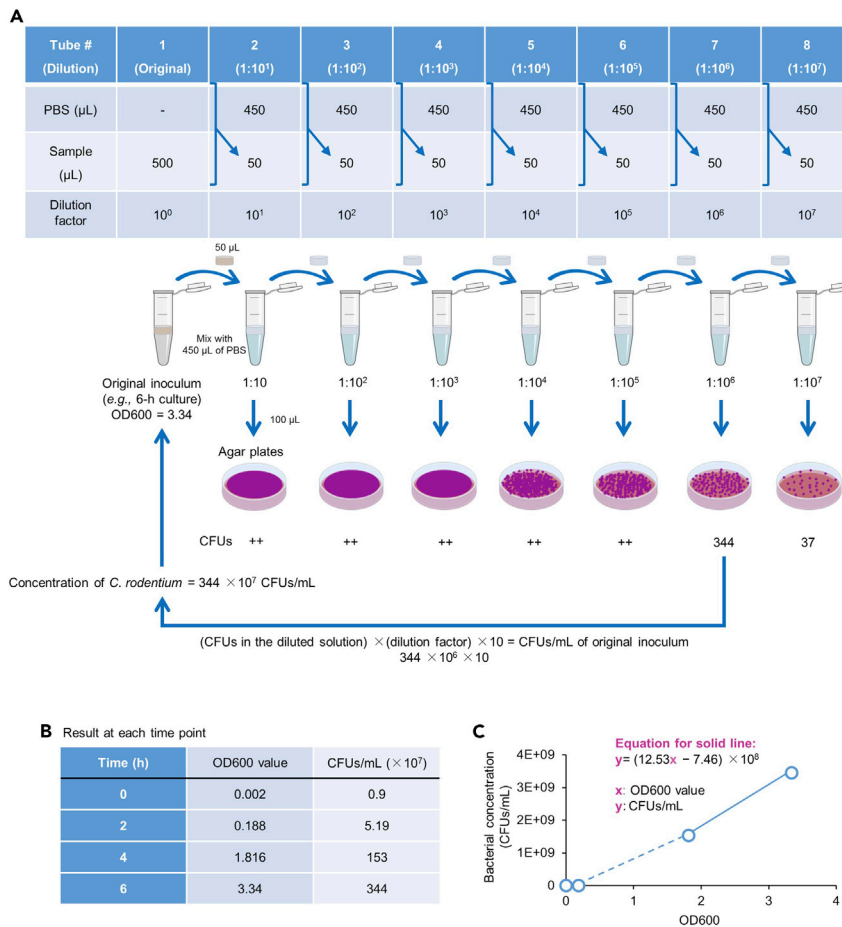 A
Tube # 1 2 3 4 5 6 7 8
(Dilution) (Original) (1:10¹) (1:10²) (1:10³) (1:10⁴) (1:10⁵) (1:10⁶) (1:10⁷)
PBS (µL) - 450 450 450 450 450 450 450
Sample
(µL) 500 50 50 50 50 50 50 50
Dilution
factor 10⁰ 10¹ 10² 10³ 10⁴ 10⁵ 10⁶ 10⁷
50 µL
Mix with
450 µL of PBS
Original inoculum
(e.g., 6-h culture)
OD600 = 3.34
1:10 1:10² 1:10³ 1:10⁴ 1:10⁵ 1:10⁶ 1:10⁷
100 µL
Agar plates
CFUs ++ ++ ++ ++ ++ 344 37
Concentration of C. rodentium = 344 ×10⁷ CFUs/mL
(CFUs in the diluted solution) ×(dilution factor) ×10 = CFUs/mL of original inoculum
344 ×10⁶ ×10
B Result at each time point
Time (h) OD600 value CFUs/mL (×10⁷)
0 0.002 0.9
2 0.188 5.19
4 1.816 153
6 3.34 344
C
Equation for solid line:
y= (12.53x − 7.46) ×10⁸
x: OD600 value
y: CFUs/mL
Bacterial concentration
(CFUs/mL)
4E+09
3E+09
2E+09
1E+09
0
0 1 2 3 4
OD600